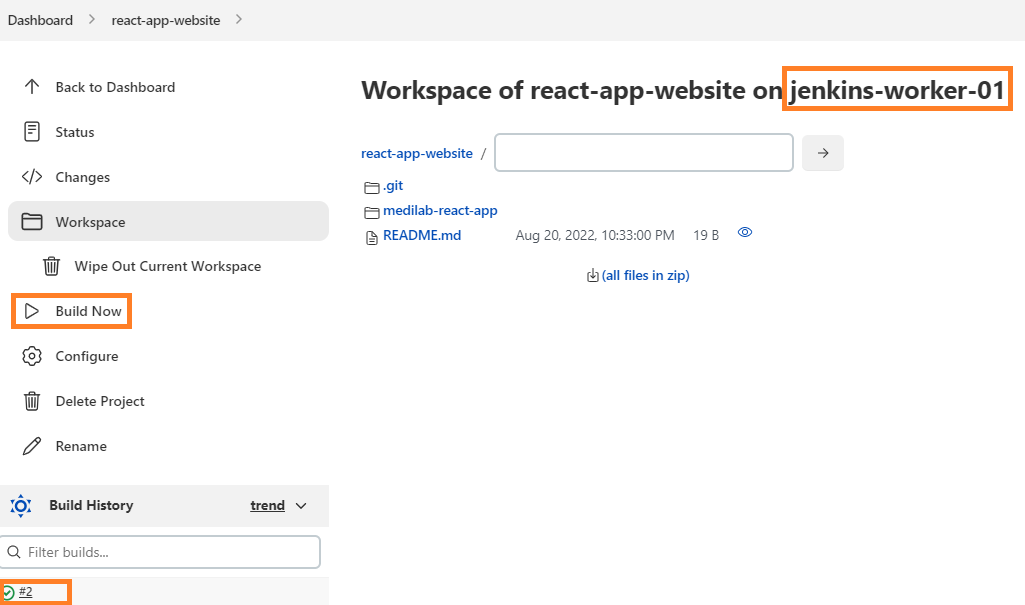 Dashboard > react-app-website >
Back to Dashboard
Status
Changes
Workspace
Wipe Out Current Workspace
Build Now
Configure
Delete Project
Rename
Build History trend
Filter builds...
#2
Workspace of react-app-website on jenkins-worker-01
react-app-website /
.git
medilab-react-app
README.md Aug 20, 2022, 10:33:00 PM 19 B
(all files in zip)